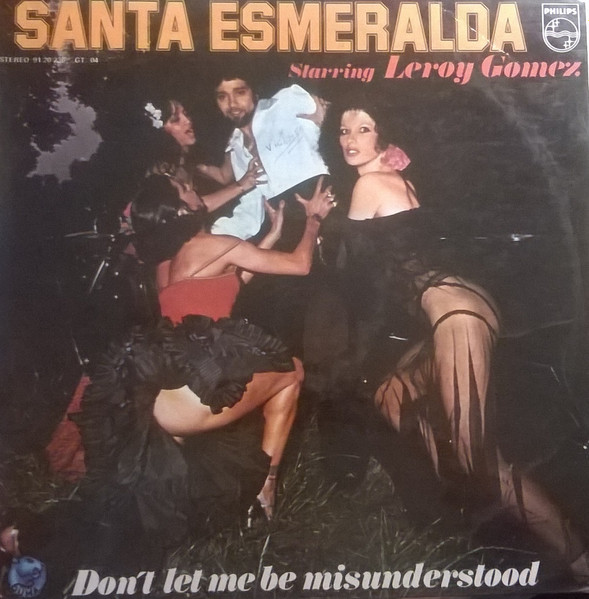 SANTA ESMERALDA
PHILIPS
Starring Leroy Gomez
Don't let me be misunderstood